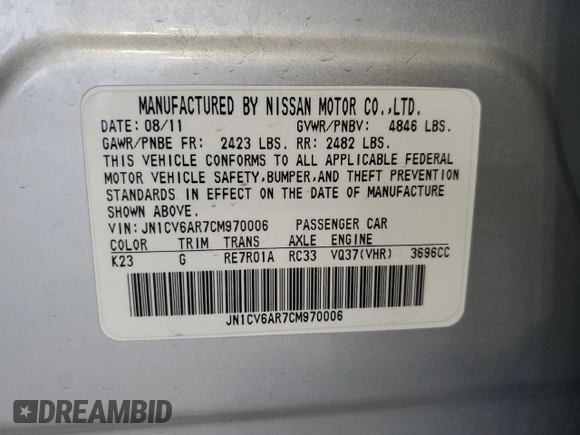 MANUFACTURED BY NISSAN MOTOR CO.,LTD.
DATE: 08/11 GVWR/PNBV: 4846 LBS.
GAWR/PNBE FR: 2423 LBS. RR: 2482 LBS.
THIS VEHICLE CONFORMS TO ALL APPLICABLE FEDERAL
MOTOR VEHICLE SAFETY,BUMPER,AND THEFT PREVENTION
STANDARDS IN EFFECT ON THE DATE OF MANUFACTURE
SHOWN ABOVE.
VIN: JN1CV6AR7CM970006 PASSENGER CAR
COLOR TRIM TRANS AXLE ENGINE
K23 G RE7R01A RC33 VQ37(VHR) 3696CC
JN1CV6AR7CM970006
DREAMBID